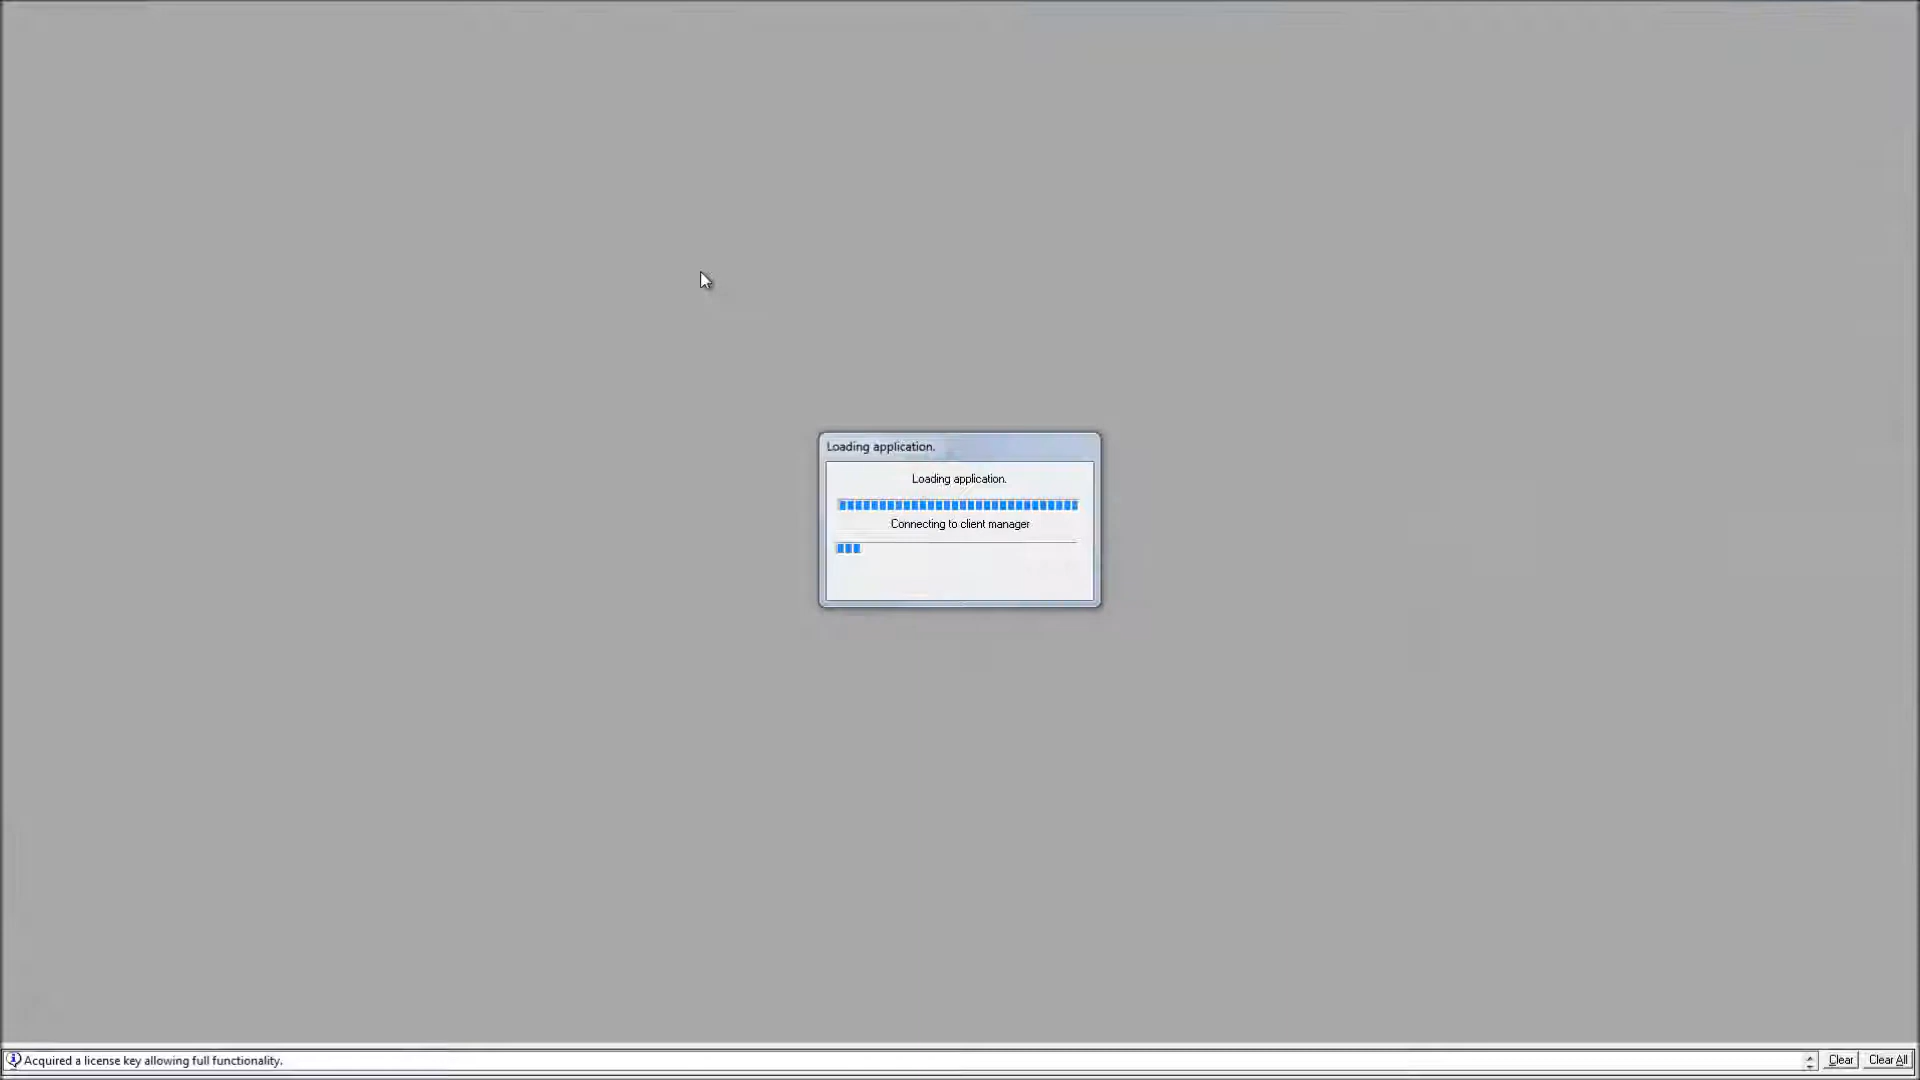 Loading application.
Loading application.
Connecting to client manager
Acquired a license key allowing full functionality.
Clear
Clear All